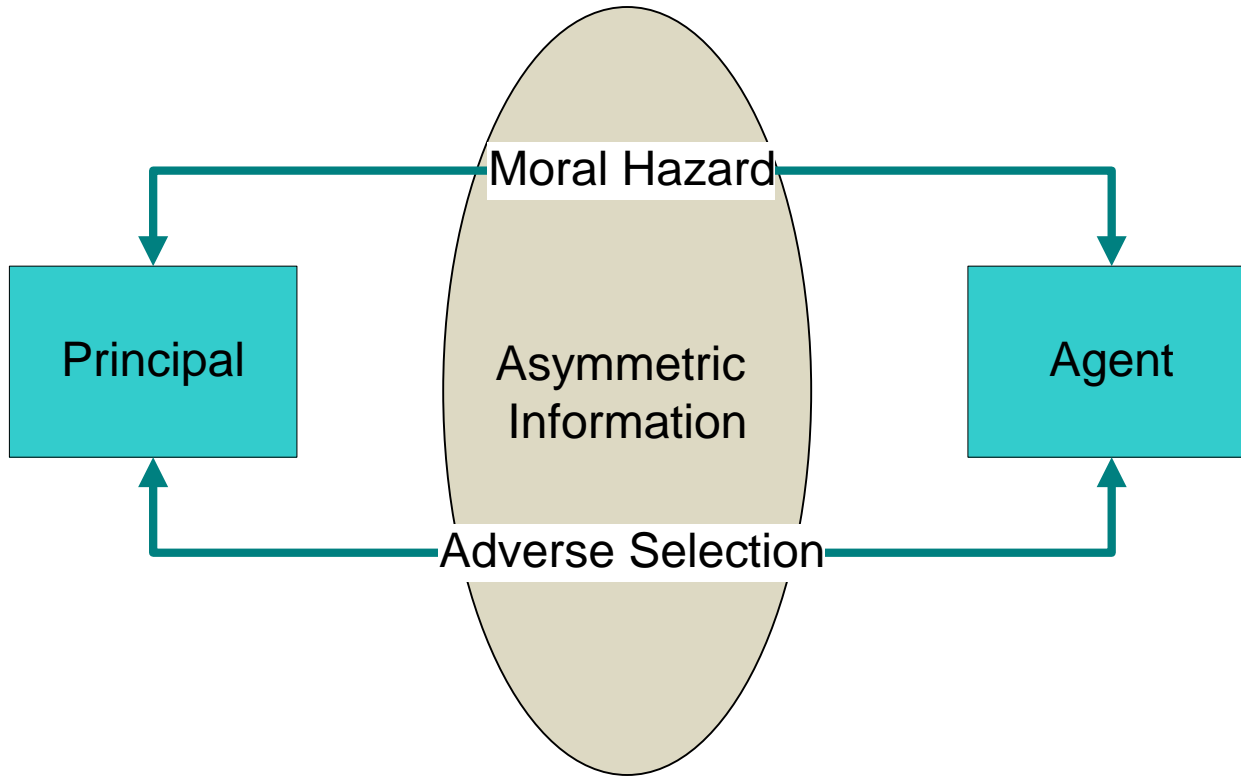 Moral Hazard
Principal
Asymmetric
Information
Agent
Adverse Selection